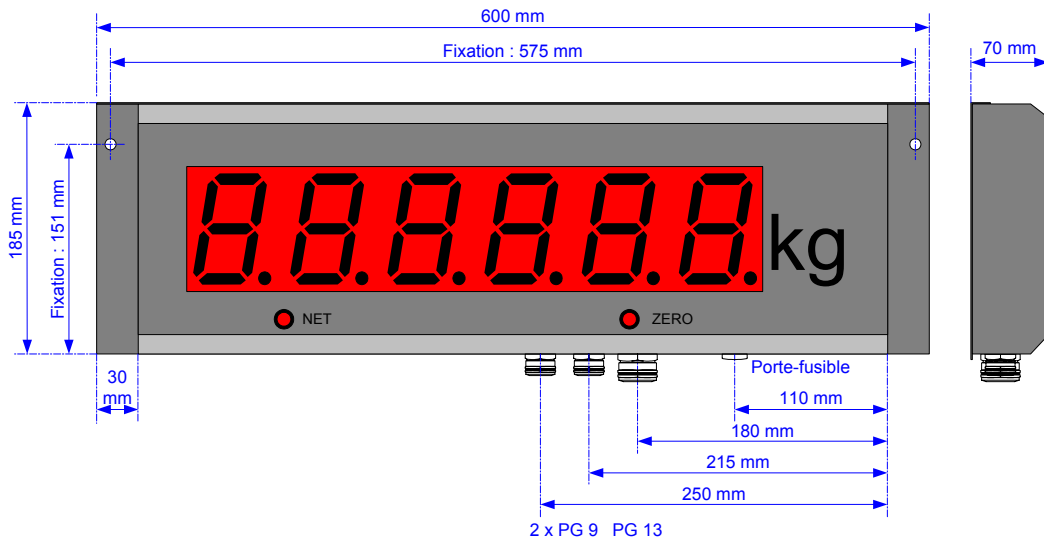 600 mm
Fixation : 575 mm
70 mm
185 mm
Fixation : 151 mm
8.8.8.8.8.8.
kg
NET
ZERO
30
mm
Porte-fusible
110 mm
180 mm
215 mm
250 mm
2 x PG 9 PG 13